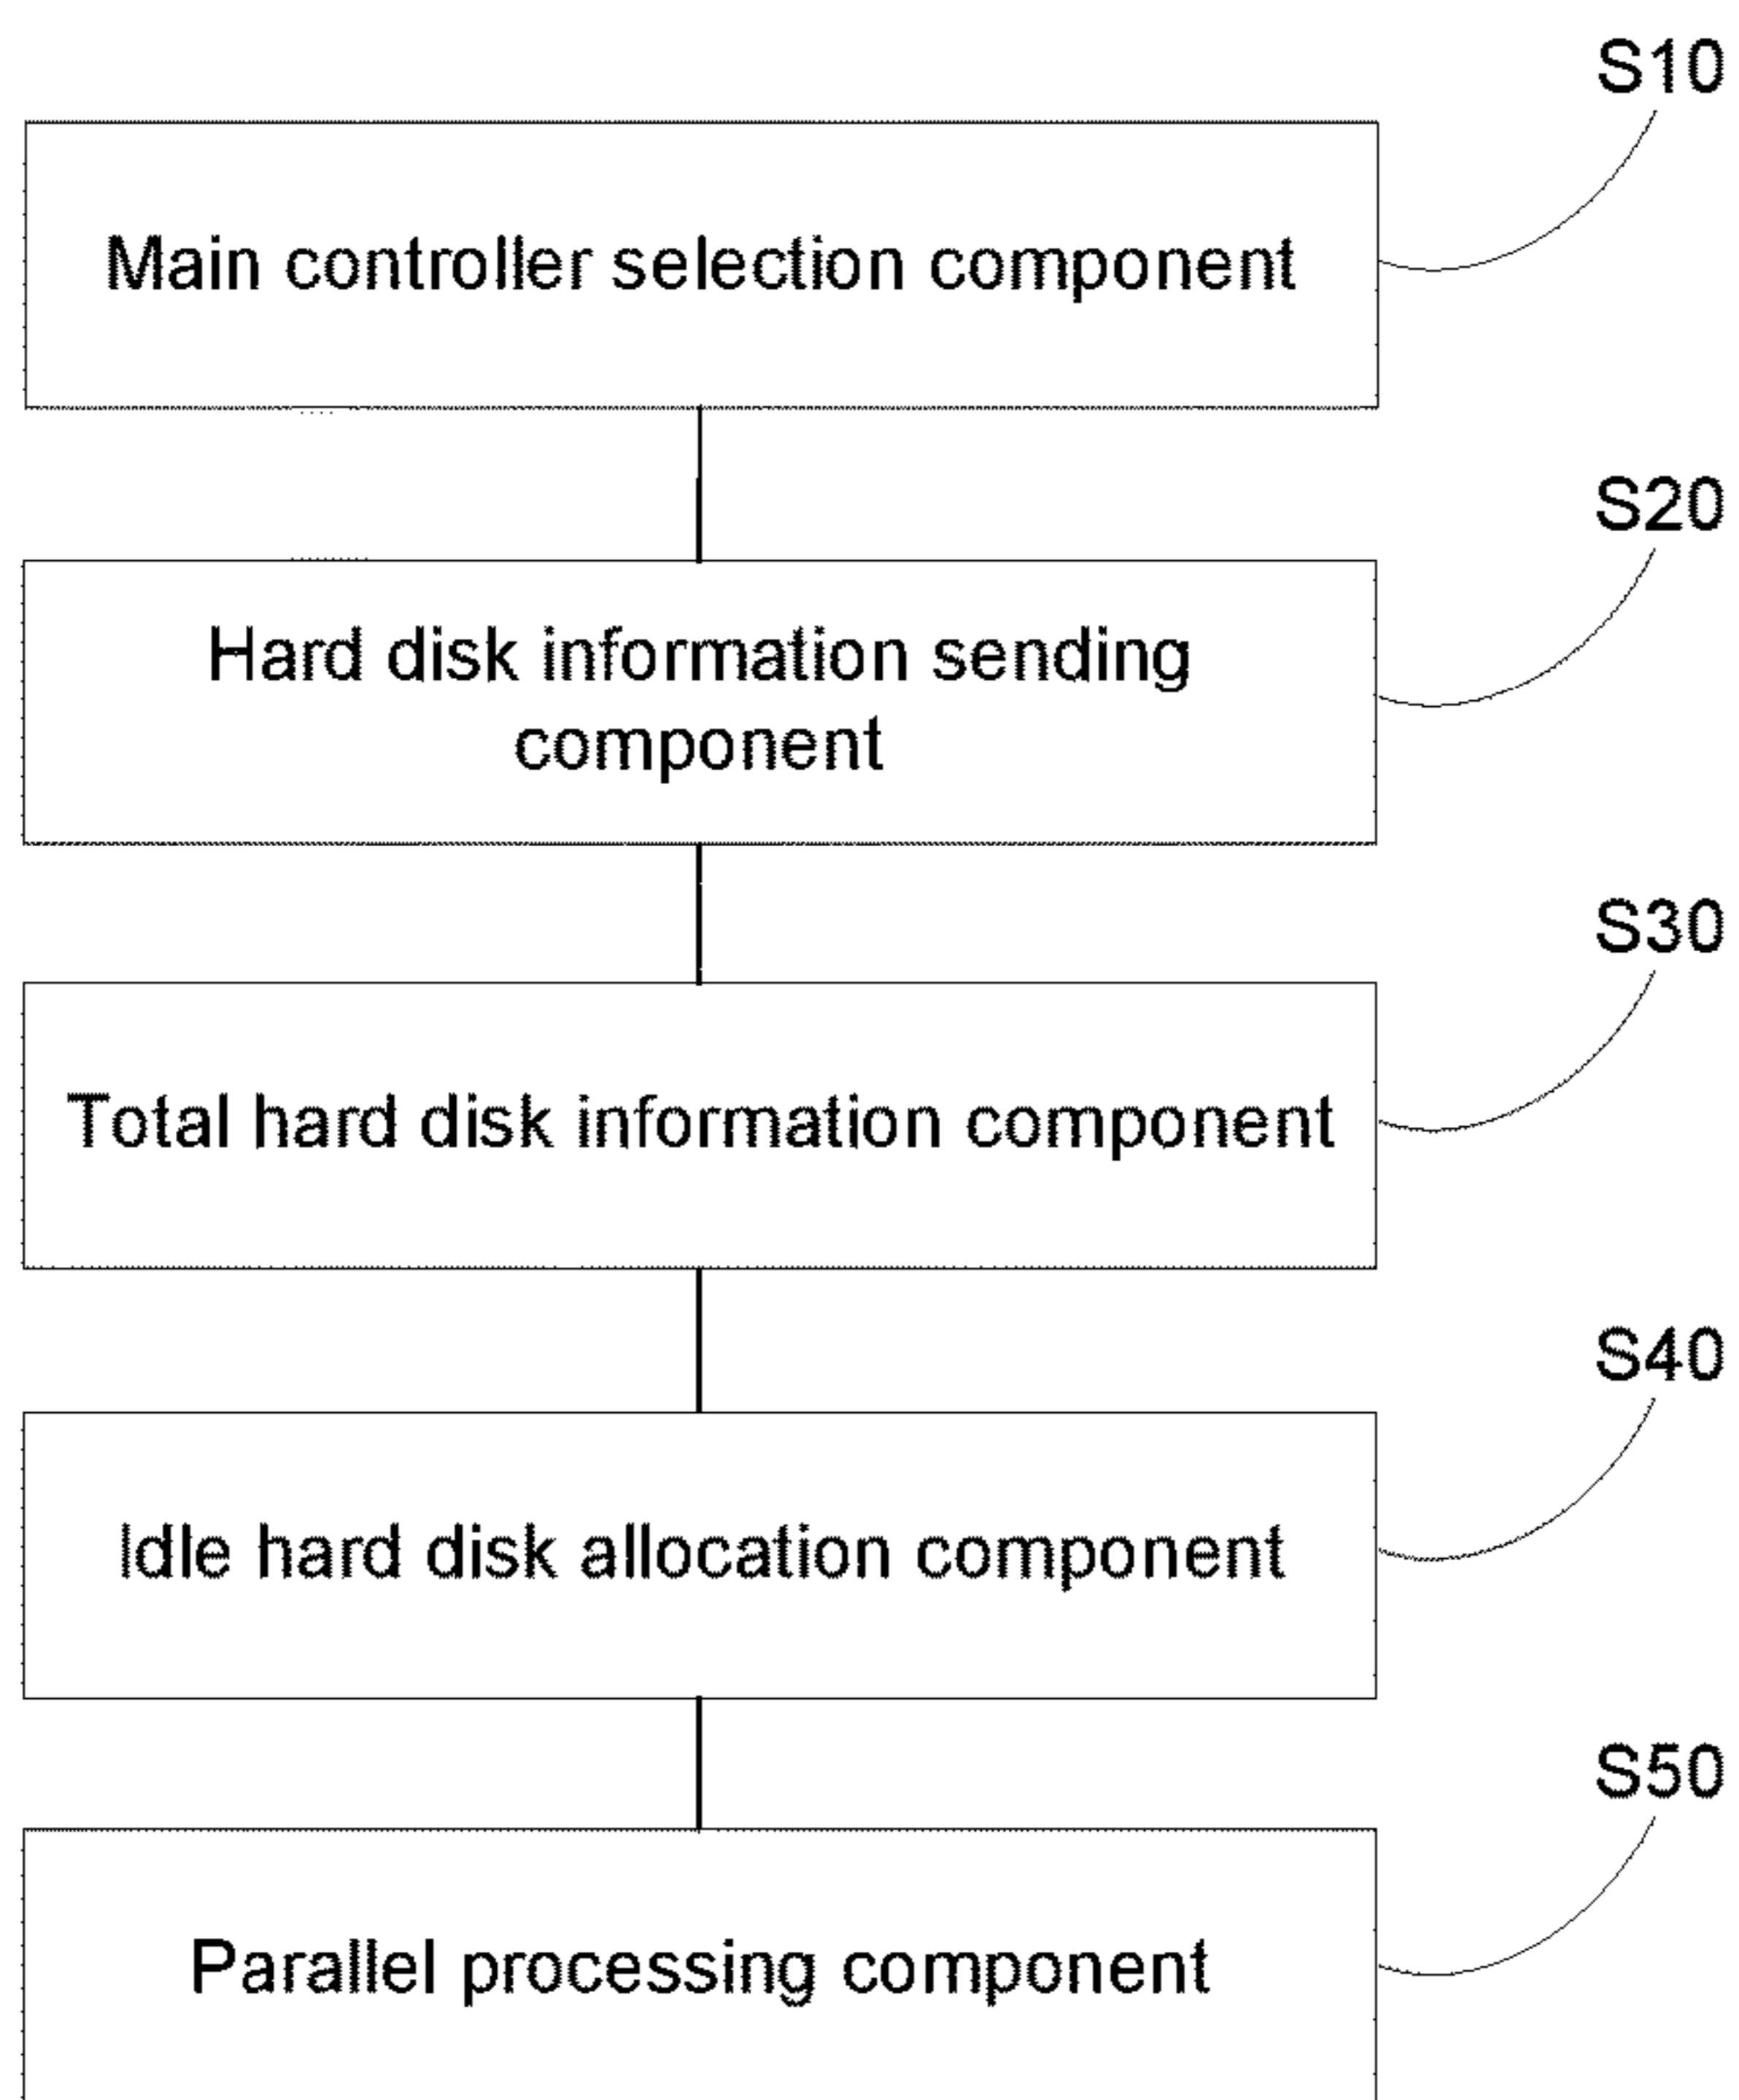 S10
Main controller selection component
S20
Hard disk information sending
component
S30
Total hard disk information component
S40
Idle hard disk allocation component
S50
Parallel processing component